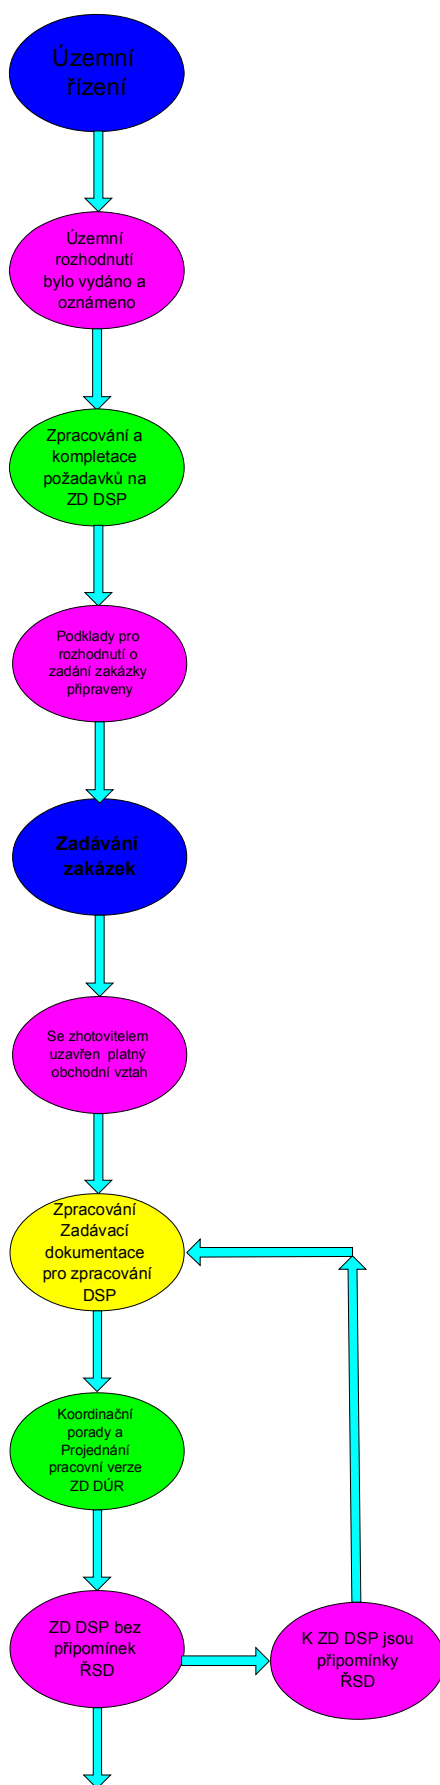 Územní
řízení
Územní
rozhodnutí
bylo vydáno a
oznámeno
Zpracování a
kompletace
požadavků na
ZD DSP
Podklady pro
rozhodnutí o
zadání zakázky
připraveny
Zadávání
zakázek
Se zhotovitelem
uzavřen platný
obchodní vztah
Zpracování
Zadávací
dokumentace
pro zpracování
DSP
Koordinační
porady a
Projednání
pracovní verze
ZD DÚR
ZD DSP bez
připomínek
ŘSD
K ZD DSP jsou
připomínky
ŘSD